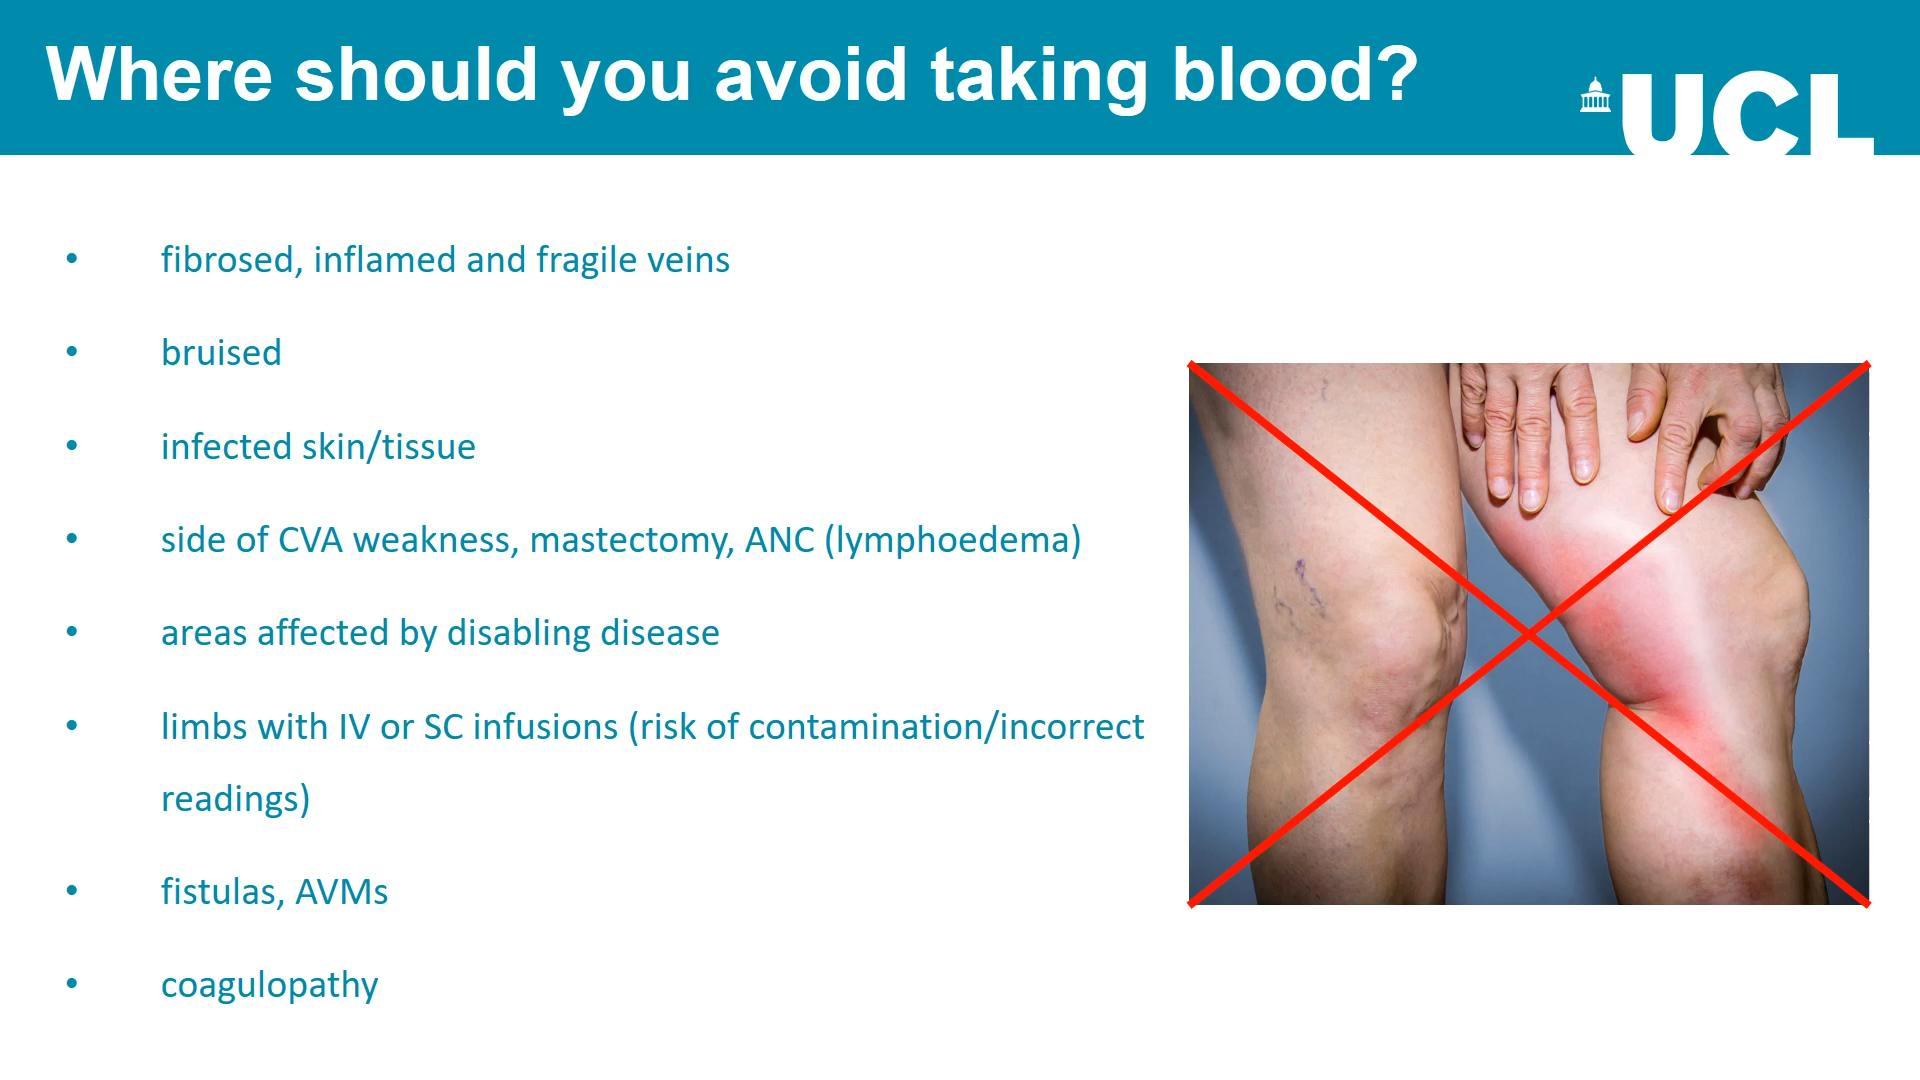 Where should you avoid taking blood?
UCL
• fibrosed, inflamed and fragile veins
• bruised
• infected skin/tissue
• side of CVA weakness, mastectomy, ANC (lymphoedema)
• areas affected by disabling disease
• limbs with IV or SC infusions (risk of contamination/incorrect
readings)
• fistulas, AVMs
• coagulopathy